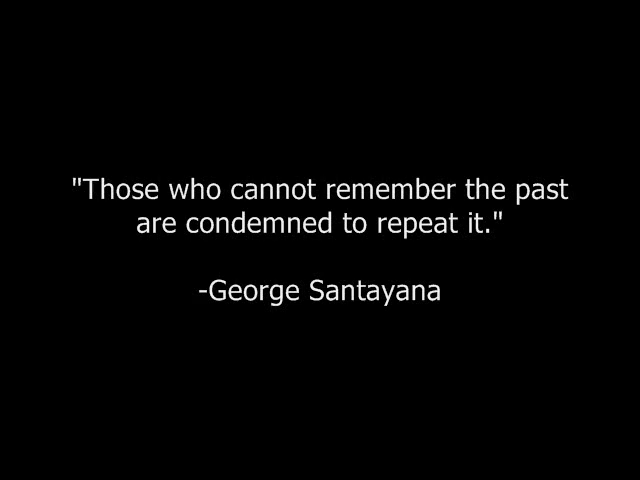 "Those who cannot remember the past
are condemned to repeat it."
-George Santayana